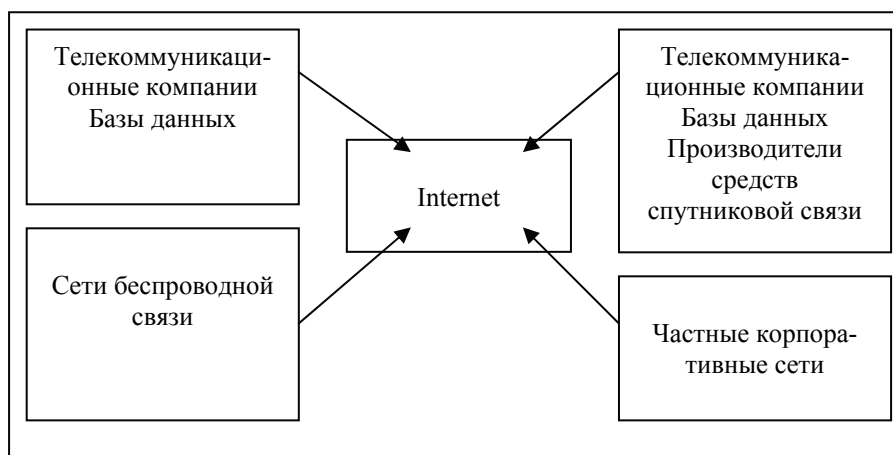 Телекоммуникаци-
онные компании
Базы данных
Телекоммуника-
ционные компании
Базы данных
Производители
средств
спутниковой связи
Internet
Сети беспроводной
связи
Частные корпора-
тивные сети